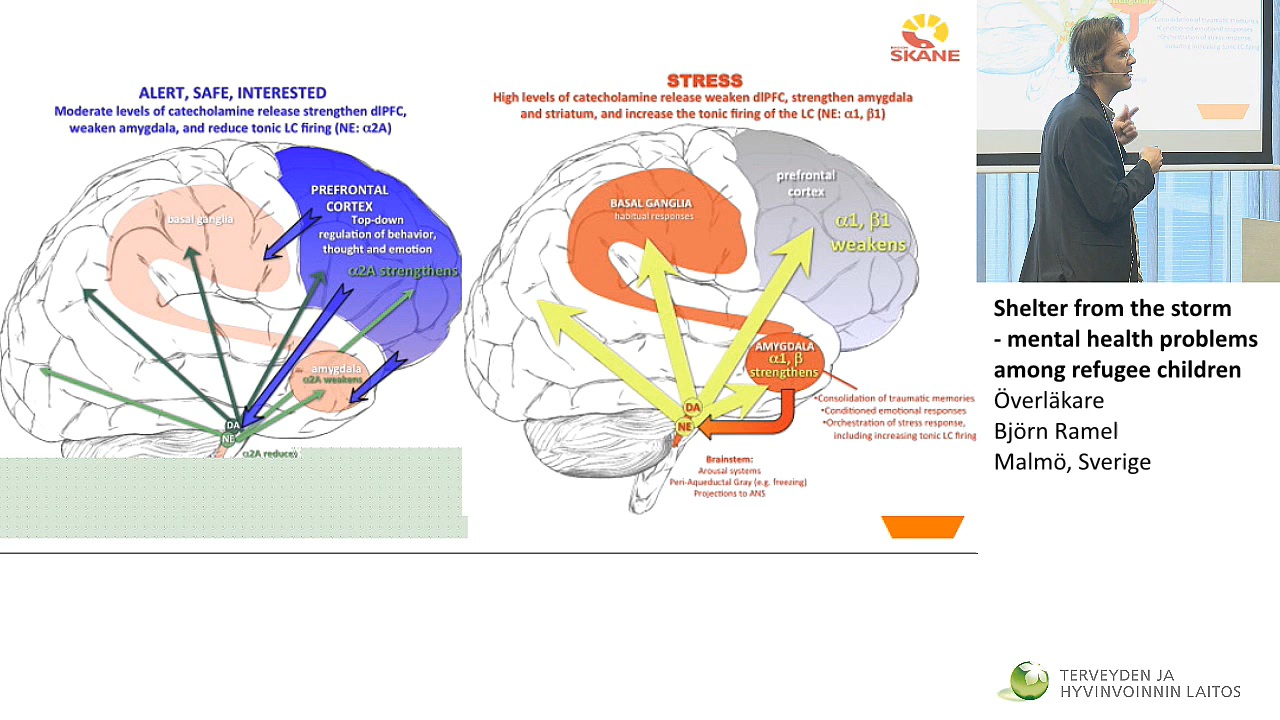 SKANE
ALERT, SAFE, INTERESTED
Moderate levels of catecholamine release strengthen dlPFC,
weaken amygdala, and reduce tonic LC firing (NE: α2A)
PREFRONTAL
CORTEX
Top-down
regulation of behavior,
thought and emotion
α2A strengthens
basal ganglia
amygdala
α2A weakens
DA
NE
α2A reduces
STRESS
High levels of catecholamine release weaken dlPFC, strengthen amygdala
and striatum, and increase the tonic firing of the LC (NE: α1, β1)
prefrontal
cortex
α1, β1
weakens
BASAL GANGLIA
habitual responses
AMYGDALA
α1, β
strengthens
•Consolidation of traumatic memories
•Conditioned emotional responses
•Orchestration of stress response,
including increasing tonic LC firing
DA
NE
Brainstem:
Arousal systems
Peri-Aqueductal Gray (e.g. freezing)
Projections to ANS
Shelter from the storm
- mental health problems
among refugee children
Överläkare
Björn Ramel
Malmö, Sverige
TERVEYDEN JA
HYVINVOINNIN LAITOS